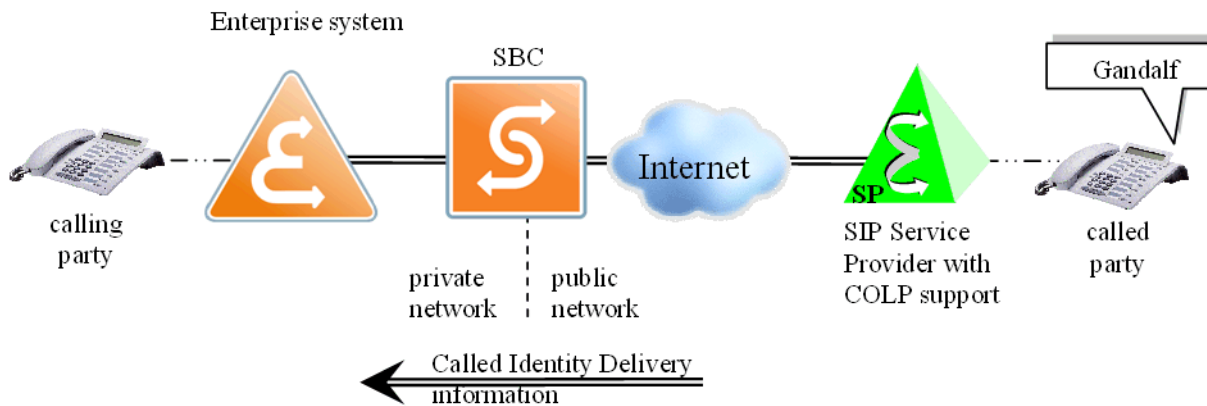 Enterprise system
SBC
Gandalf
Internet
SP
calling
party
SIP Service
Provider with
COLP support
called
party
private
network
public
network
Called Identity Delivery
information